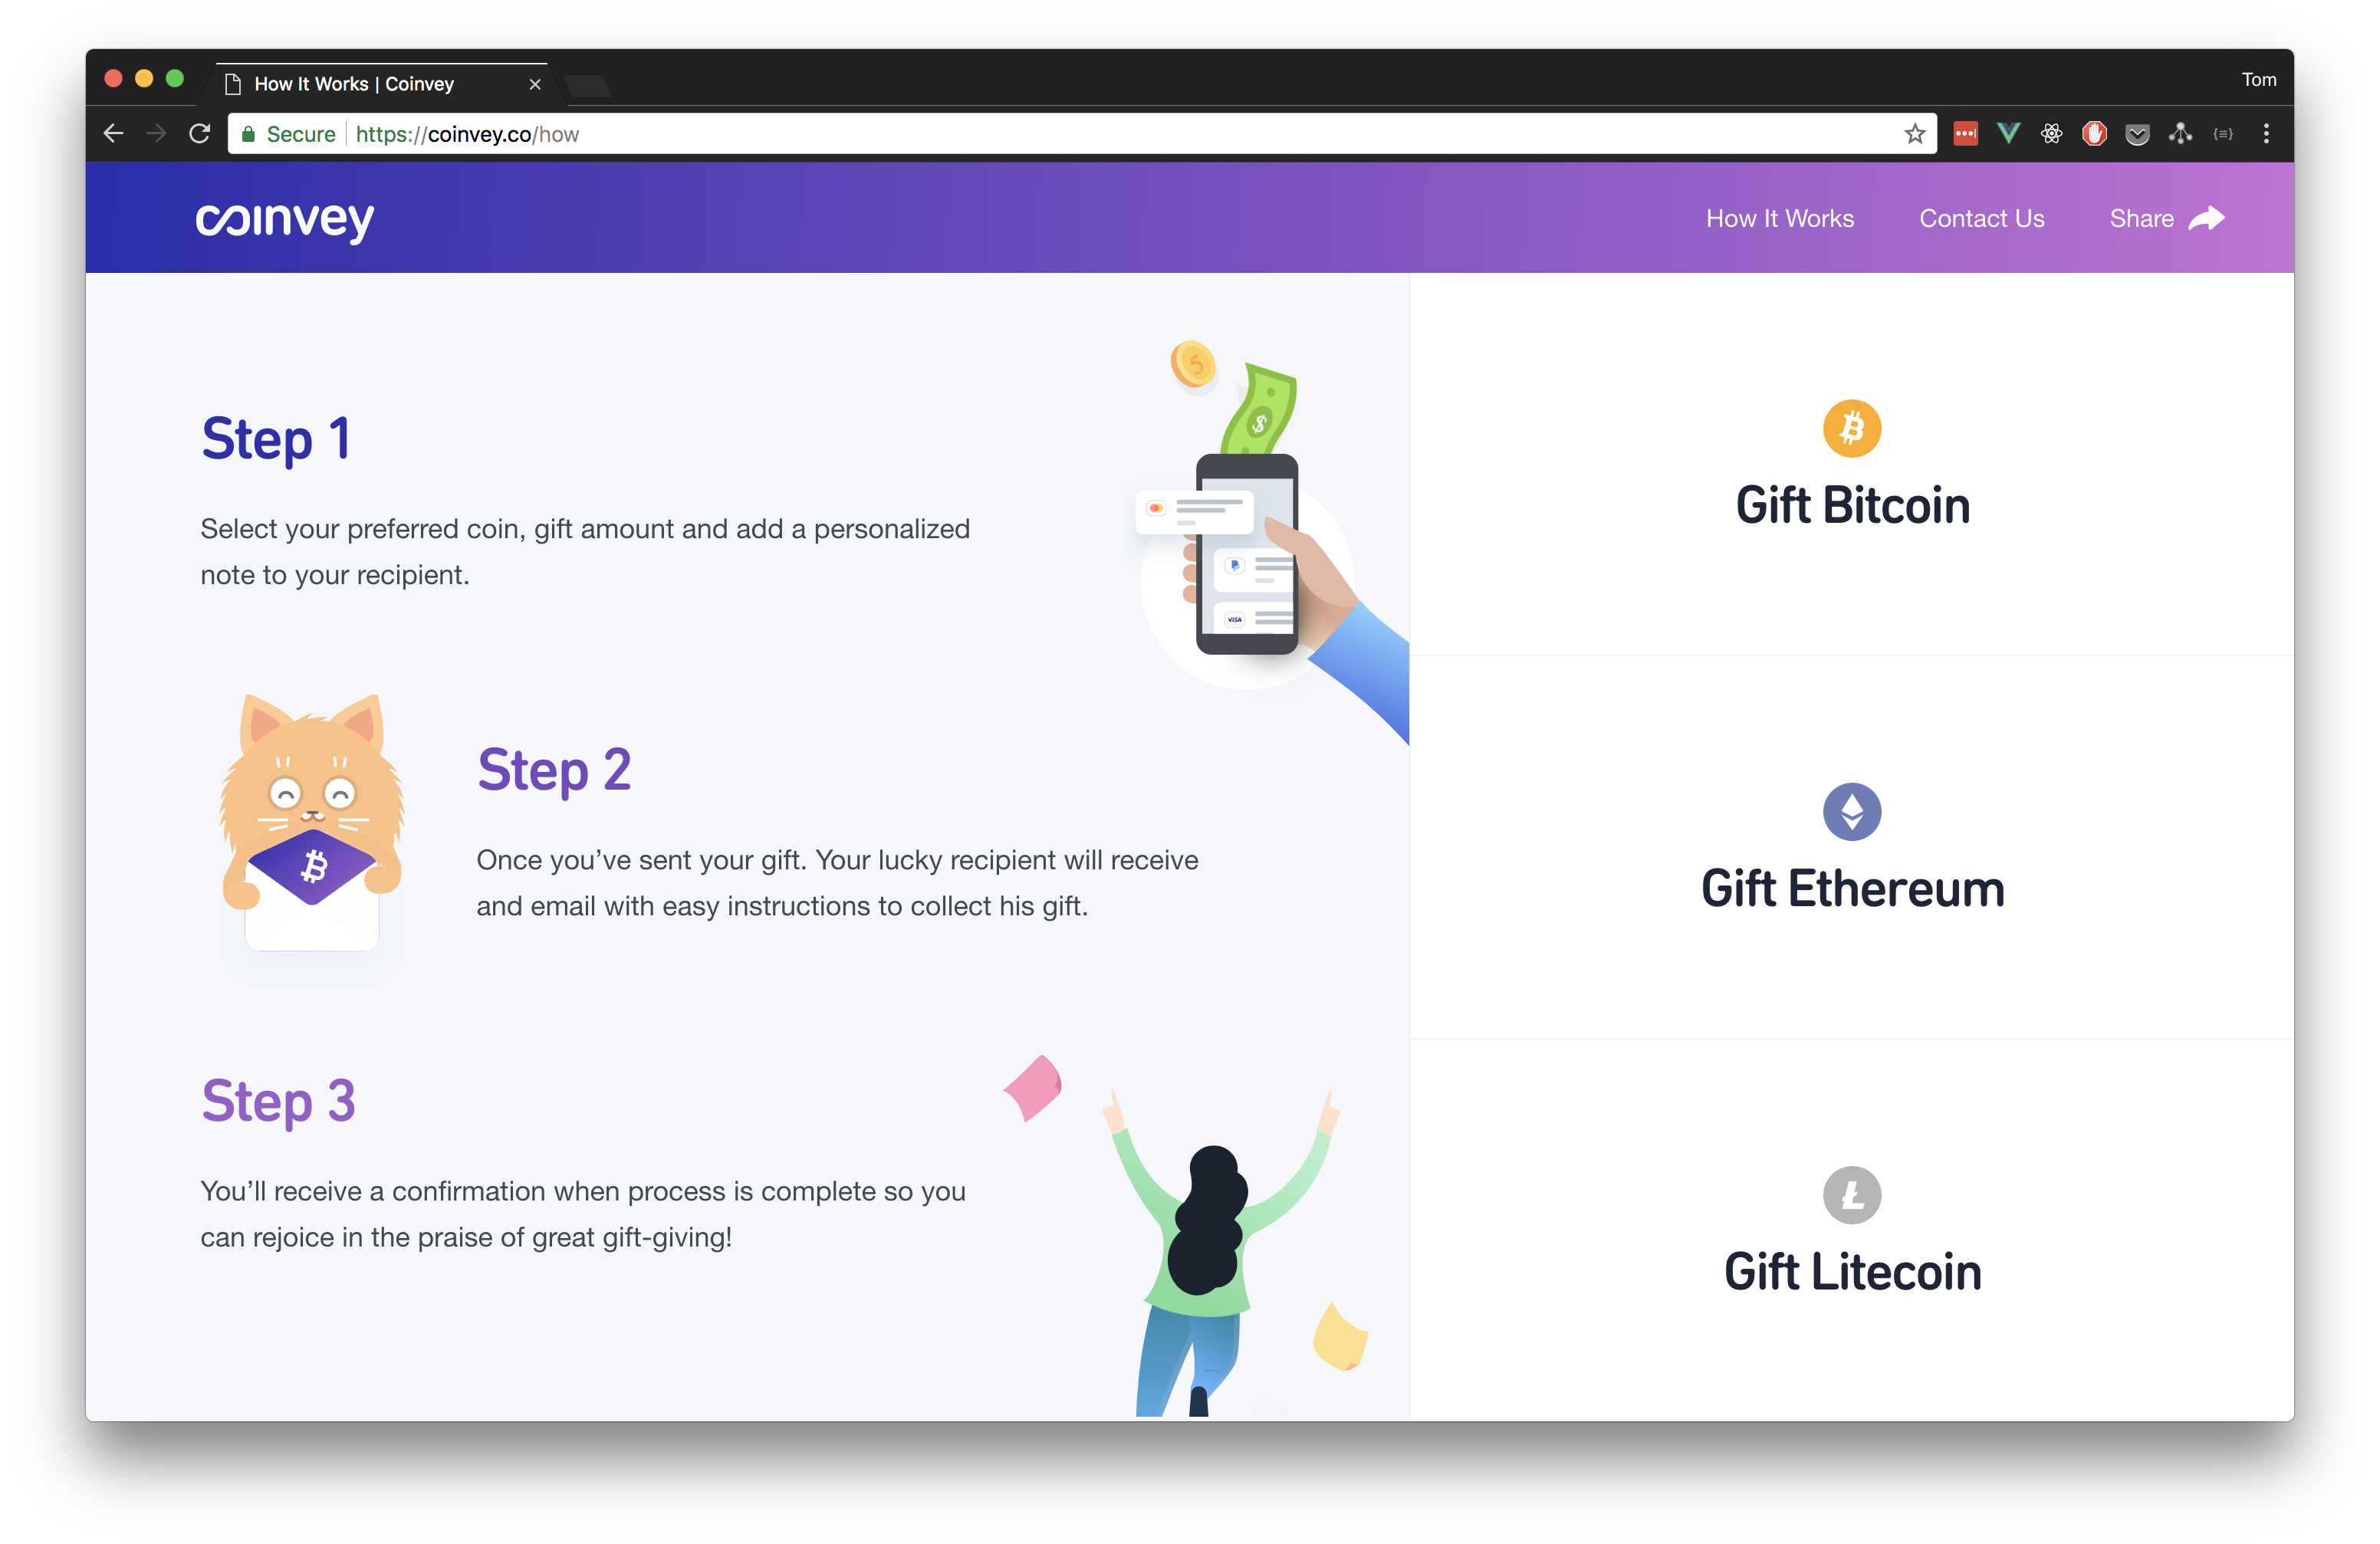 How It Works | Coinvey
Tom
Secure
https://coinvey.co/how
coinvey
How It Works
Contact Us
Share
Step 1
Select your preferred coin, gift amount and add a personalized
note to your recipient.
5
$
VISA
Step 2
Once you’ve sent your gift. Your lucky recipient will receive
and email with easy instructions to collect his gift.
Step 3
You’ll receive a confirmation when process is complete so you
can rejoice in the praise of great gift-giving!
Gift Bitcoin
Gift Ethereum
Gift Litecoin